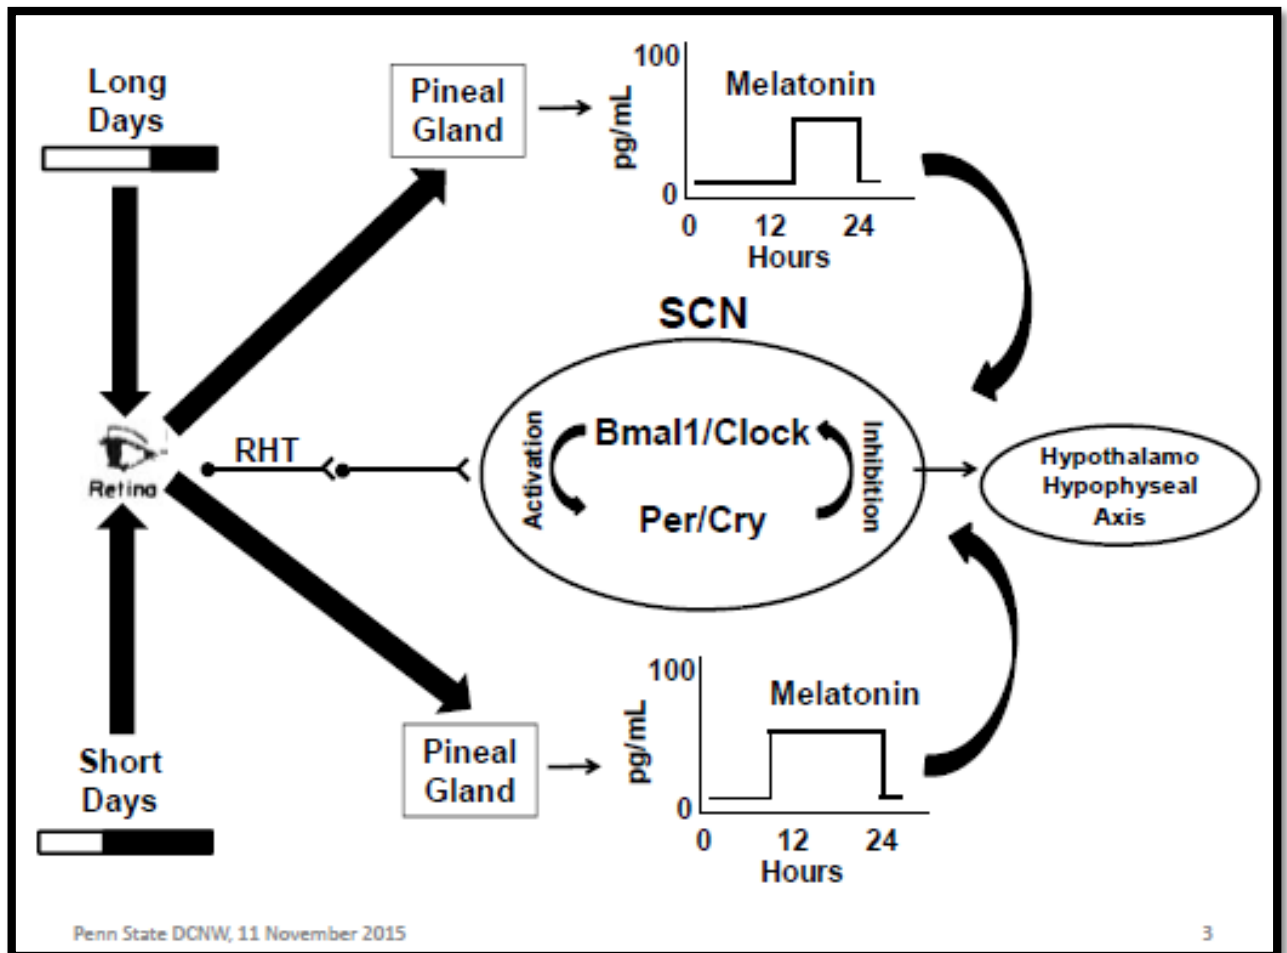 Long
Days
Pineal
Gland
100
pg/mL
0
Melatonin
0 12 24
Hours
SCN
Retina
RHT
Activation
Bmal1/Clock
Per/Cry
Inhibition
Hypothalamo
Hypophyseal
Axis
Short
Days
Pineal
Gland
100
pg/mL
0
Melatonin
0 12 24
Hours
Penn State DCNW, 11 November 2015
3